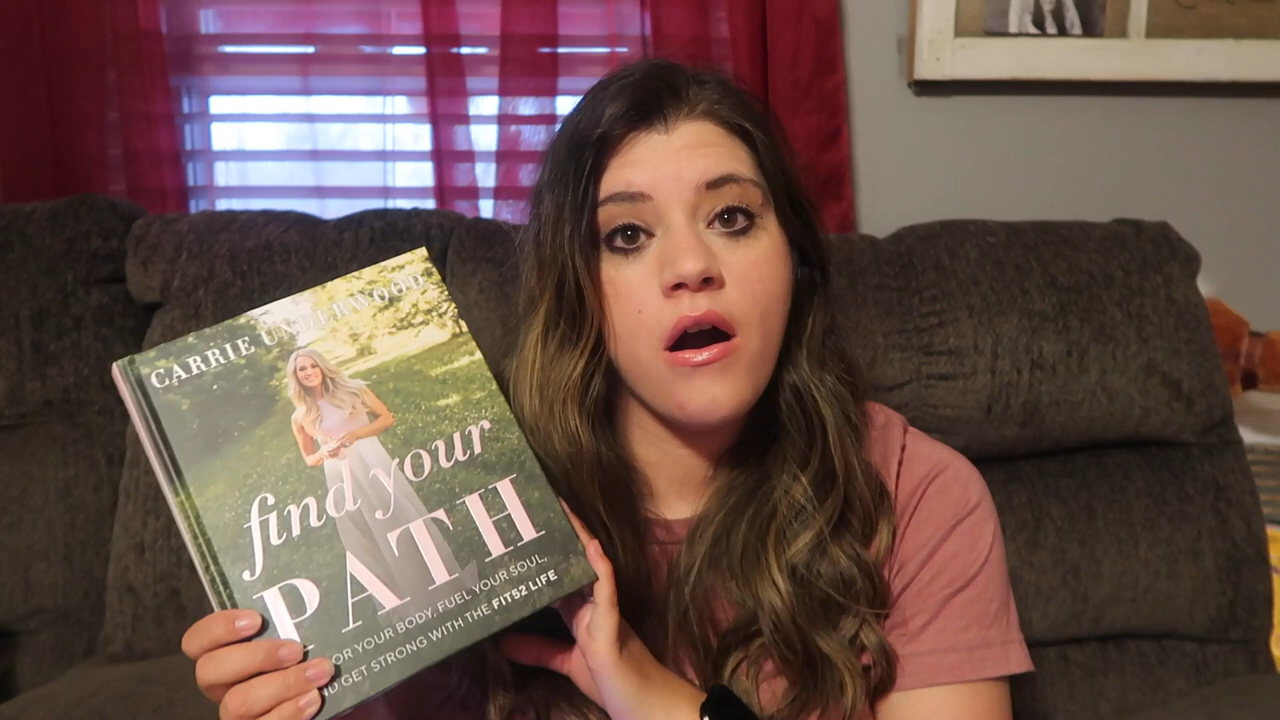 CARRIE UNDERWOOD
find your
PATH
OR YOUR BODY, FUEL YOUR SOUL,
ND GET STRONG WITH THE FIT52 LIFE